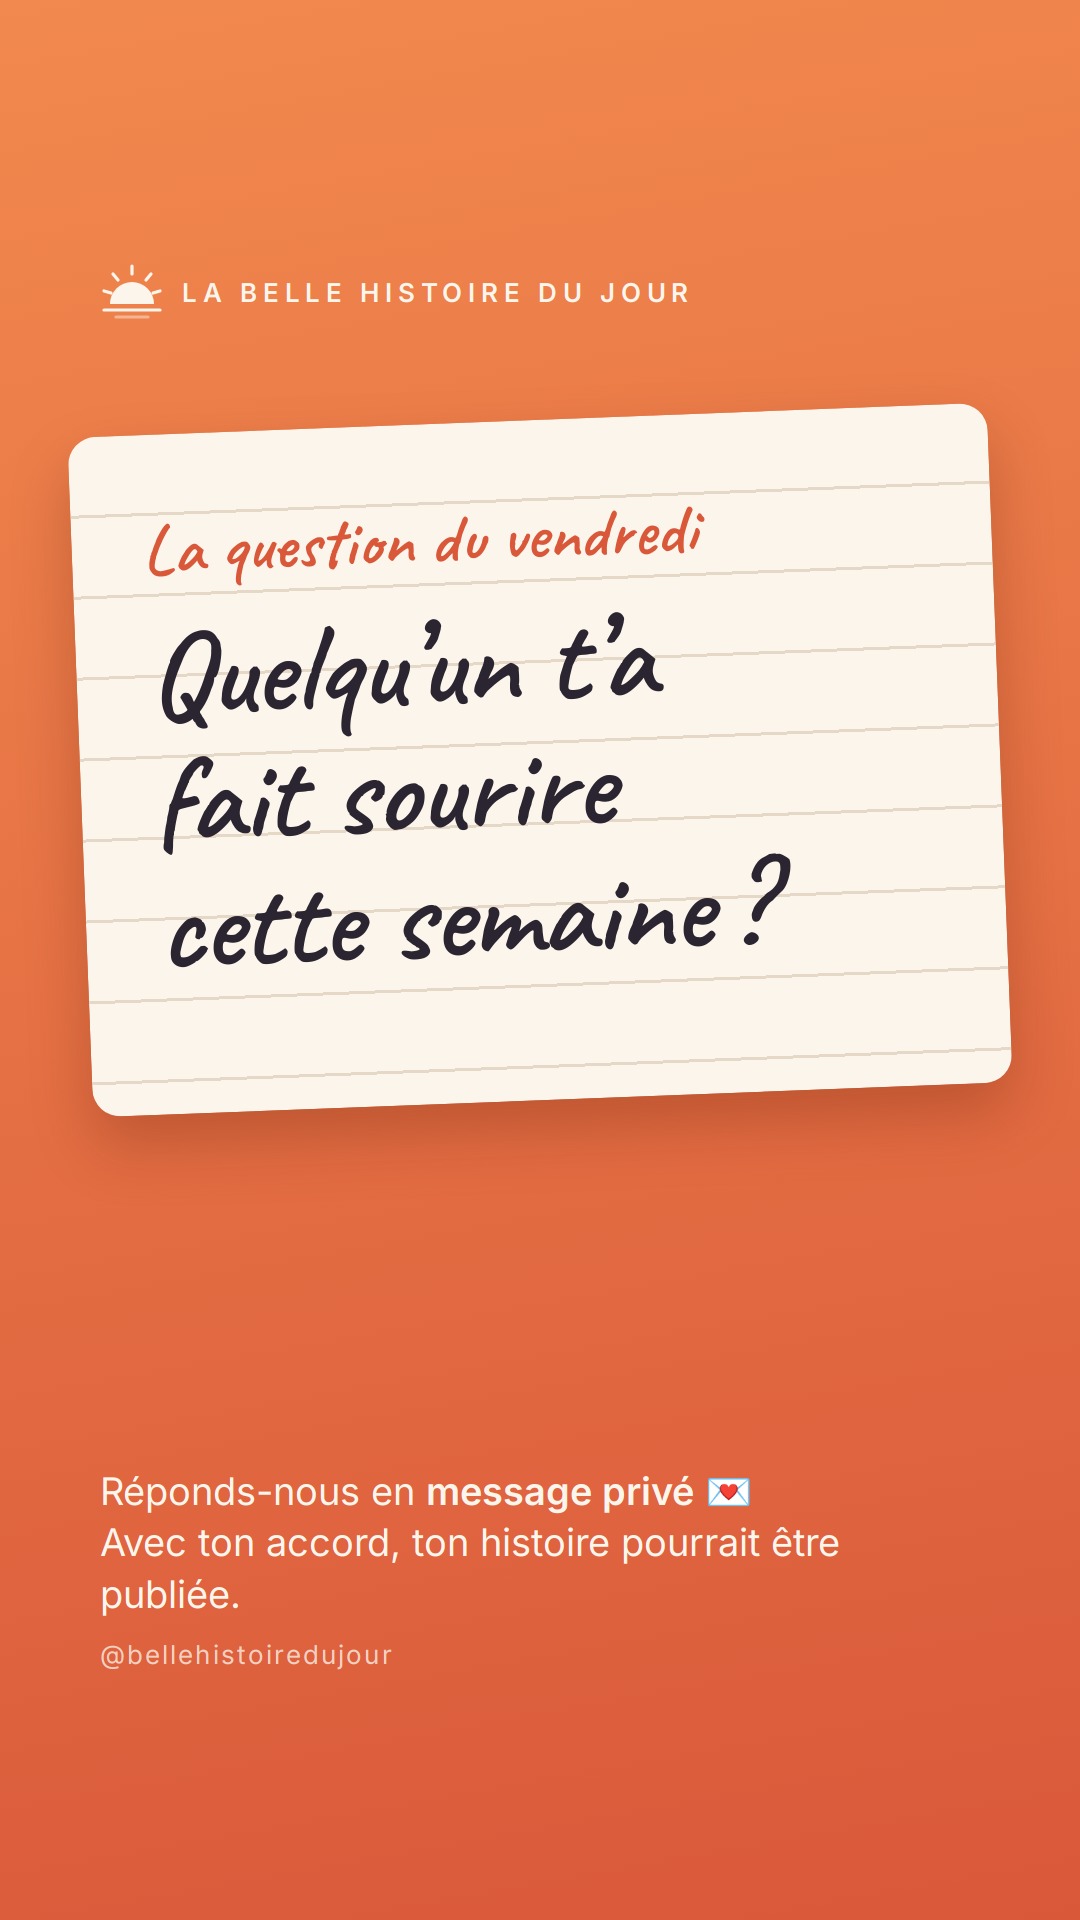 LA BELLE HISTOIRE DU JOUR
La question du vendredi
Quelqu’un t’a
fait sourire
cette semaine ?
Réponds-nous en message privé 💌
Avec ton accord, ton histoire pourrait être
publiée.
@bellehistoiredujour